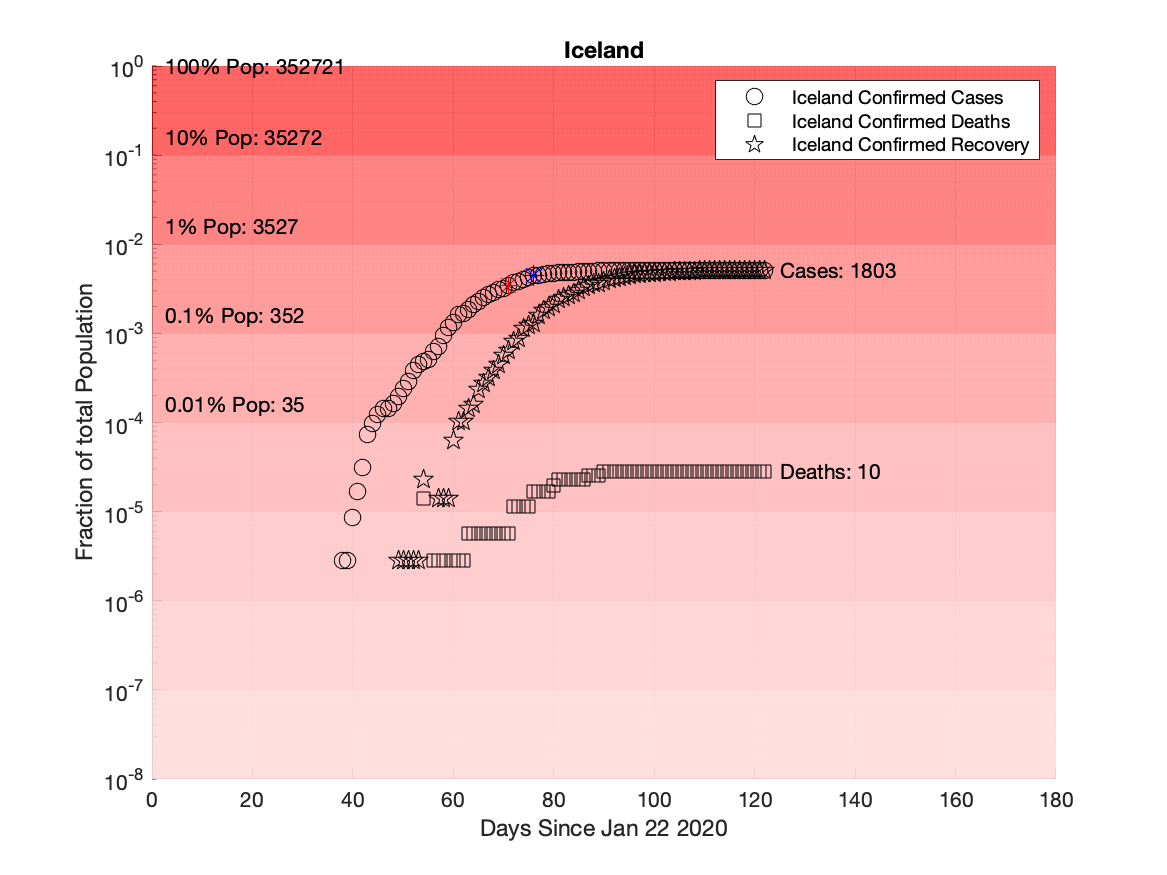 Iceland
10^0
100% Pop: 352721
Iceland Confirmed Cases
Iceland Confirmed Deaths
Iceland Confirmed Recovery
10% Pop: 35272
10^-1
1% Pop: 3527
10^-2
Cases: 1803
0.1% Pop: 352
10^-3
0.01% Pop: 35
10^-4
Deaths: 10
10^-5
10^-6
10^-7
10^-8
Fraction of total Population
0 20 40 60 80 100 120 140 160 180
Days Since Jan 22 2020